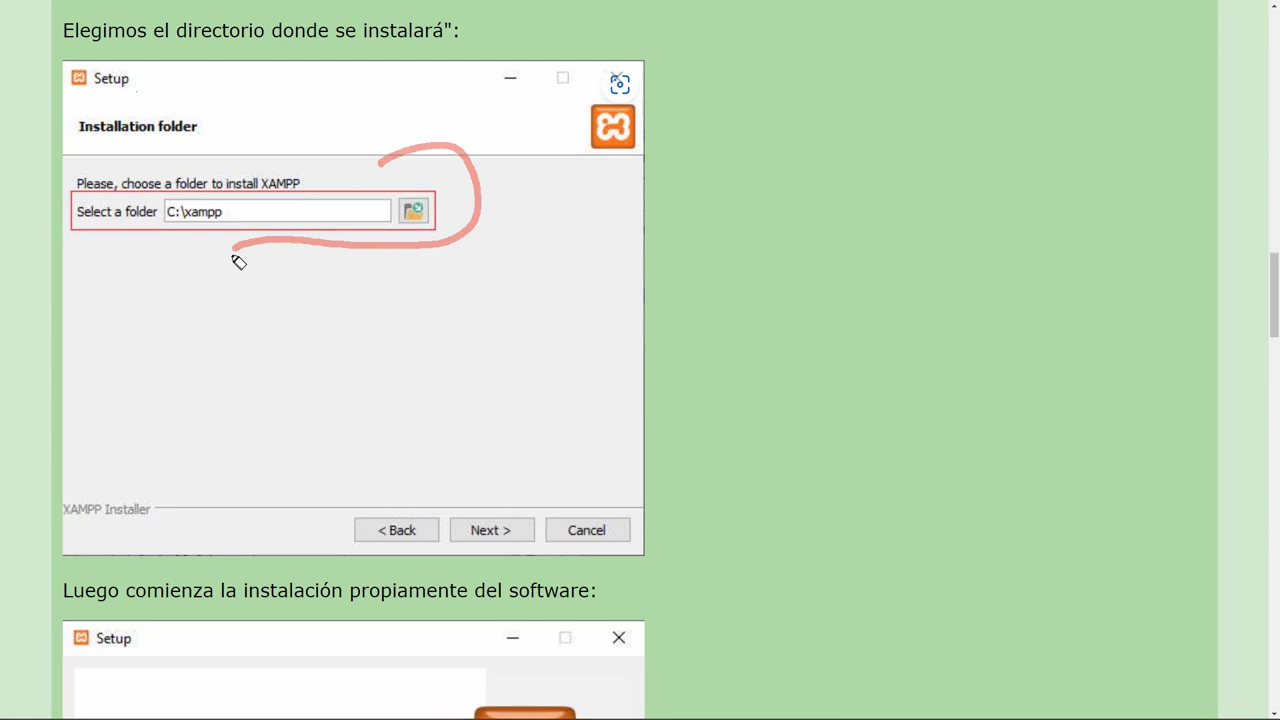 Elegimos el directorio donde se instalará":
Setup
Installation folder
Please, choose a folder to install XAMPP
Select a folder C:\xampp
XAMPP Installer
< Back Next > Cancel
Luego comienza la instalación propiamente del software:
Setup